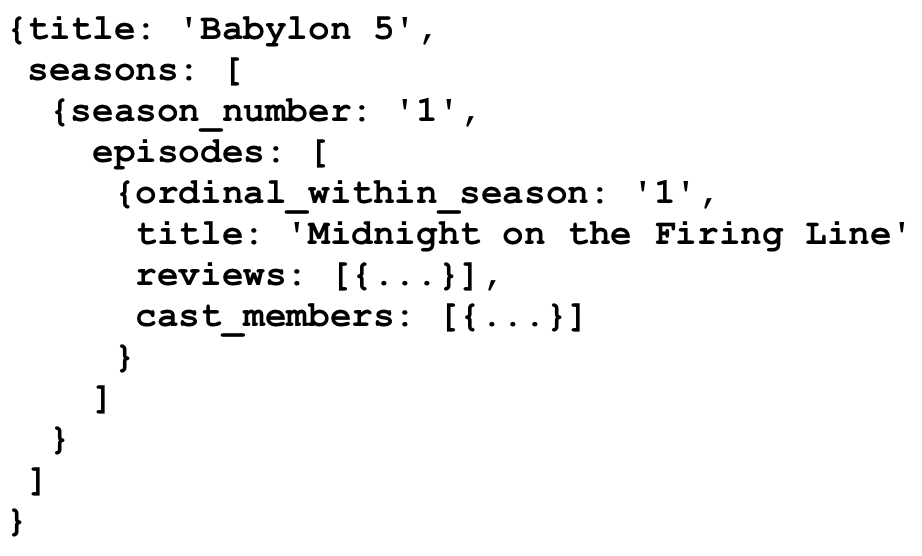 {title: 'Babylon 5',
seasons: [
{season_number: '1',
episodes: [
{ordinal_within_season: '1',
title: 'Midnight on the Firing Line'
reviews: [{...}],
cast_members: [{...}]
}
]
}
]
}